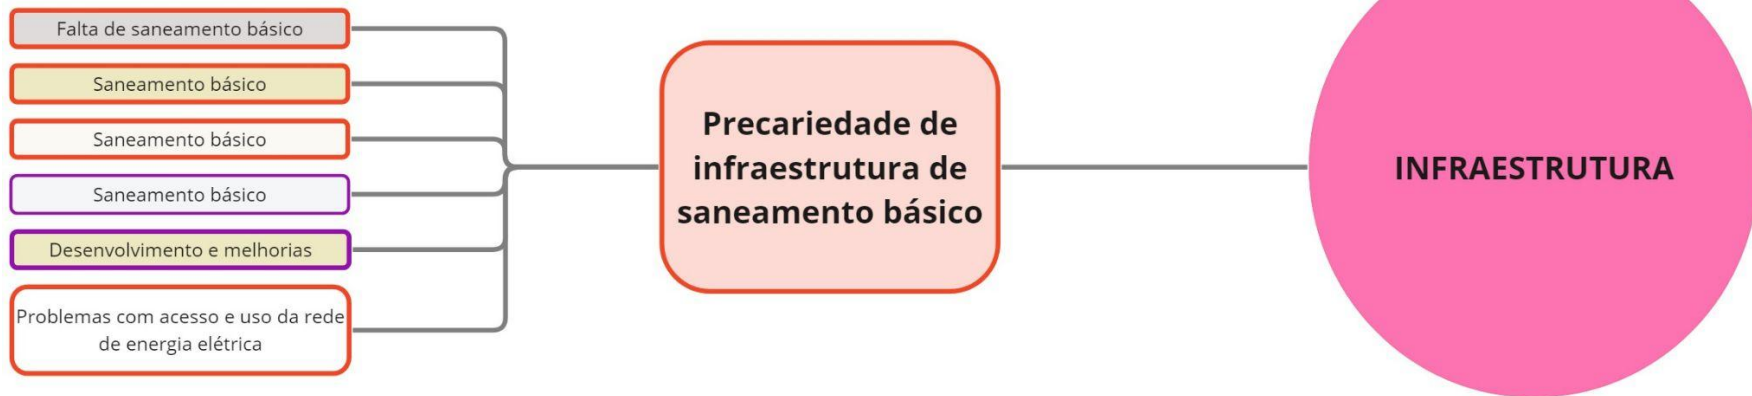 Falta de saneamento básico
Saneamento básico
Saneamento básico
Saneamento básico
Desenvolvimento e melhorias
Problemas com acesso e uso da rede
de energia elétrica
Precariedade de
infraestrutura de
saneamento básico
INFRAESTRUTURA